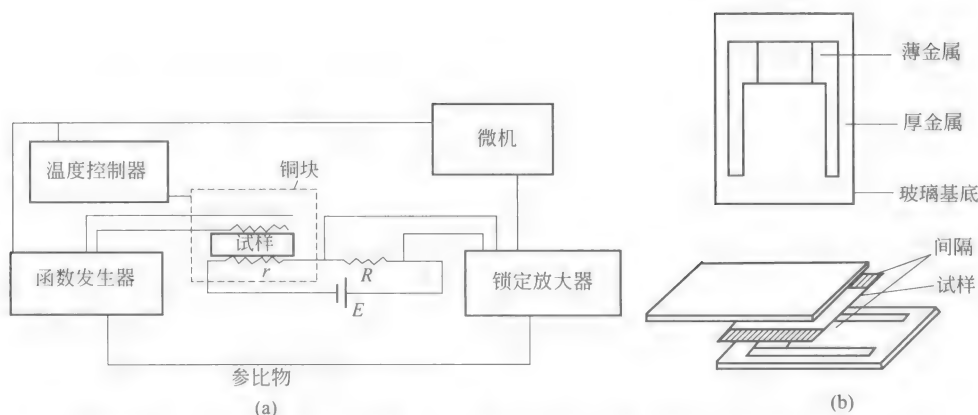 微机
温度控制器
铜块
试样
函数发生器
r
R
E
锁定放大器
参比物
(a)
薄金属
厚金属
玻璃基底
间隔
试样
(b)